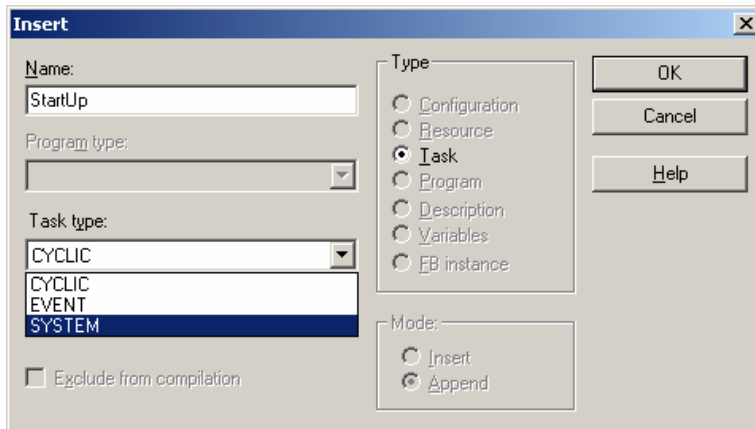 Insert
Name:
StartUp
Program type:
Task type:
CYCLIC
CYCLIC
EVENT
SYSTEM
Exclude from compilation
Type
Configuration
Resource
Task
Program
Description
Variables
FB instance
Mode:
Insert
Append
OK
Cancel
Help